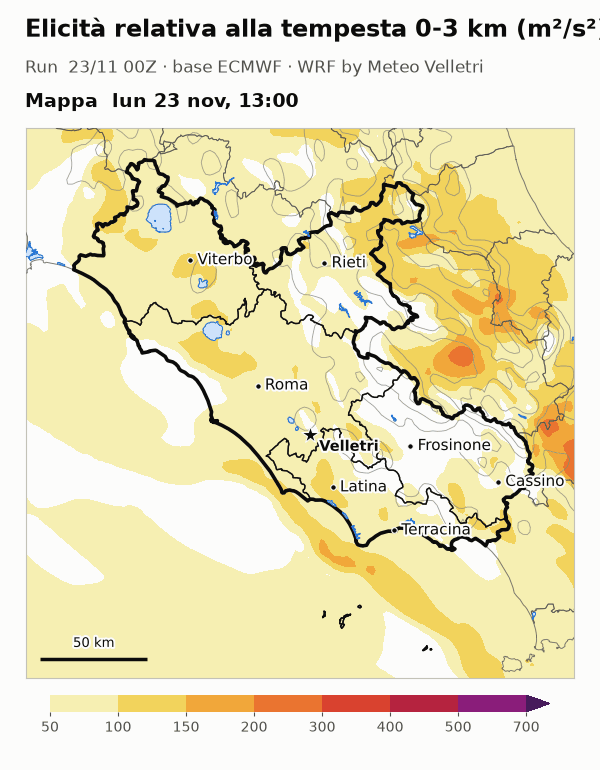 Elicità relativa alla tempesta 0-3 km (m²/s²)
Run 23/11 00Z · base ECMWF · WRF by Meteo Velletri
Mappa lun 23 nov, 13:00
Viterbo
Rieti
Roma
Velletri
Frosinone
Cassino
Latina
Terracina
50 km
50 100 150 200 300 400 500 700